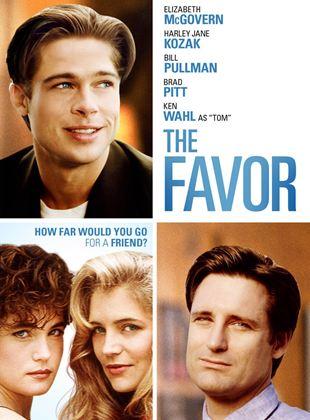 ELIZABETH
McGOVERN
HARLEY JANE
KOZAK
BILL
PULLMAN
BRAD
PITT
KEN
WAHL AS "TOM"
THE
FAVOR
HOW FAR WOULD YOU GO
FOR A FRIEND?